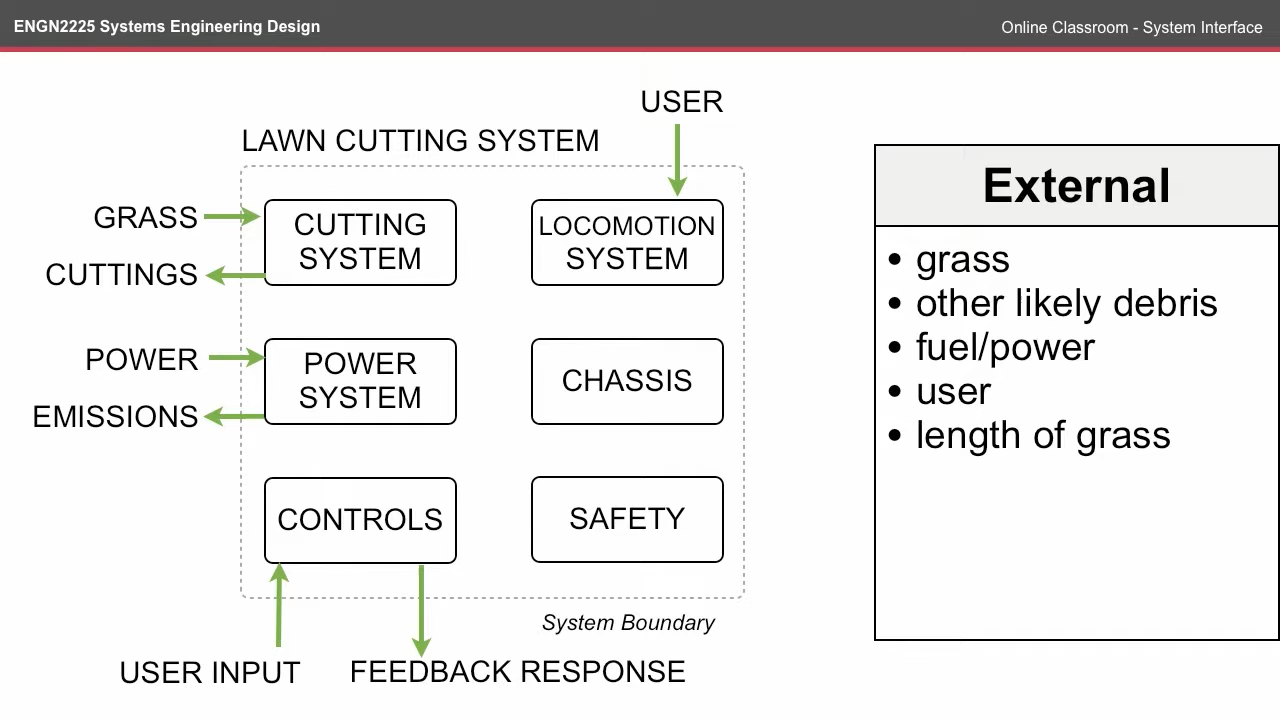 ENGN2225 Systems Engineering Design
Online Classroom - System Interface
USER
LAWN CUTTING SYSTEM
GRASS
CUTTINGS
CUTTING
SYSTEM
LOCOMOTION
SYSTEM
POWER
EMISSIONS
POWER
SYSTEM
CHASSIS
CONTROLS
SAFETY
System Boundary
USER INPUT
FEEDBACK RESPONSE
External
• grass
• other likely debris
• fuel/power
• user
• length of grass